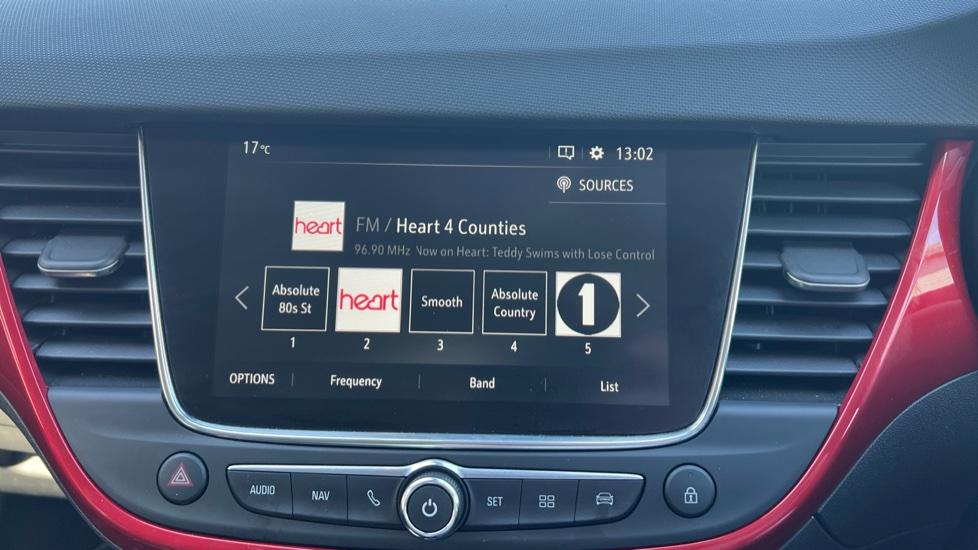 17°C
13:02
SOURCES
heart
FM / Heart 4 Counties
96.90 MHz Now on Heart: Teddy Swims with Lose Control
Absolute
80s St
heart
Smooth
Absolute
Country
1
1 2 3 4 5
OPTIONS Frequency Band List
AUDIO NAV SET